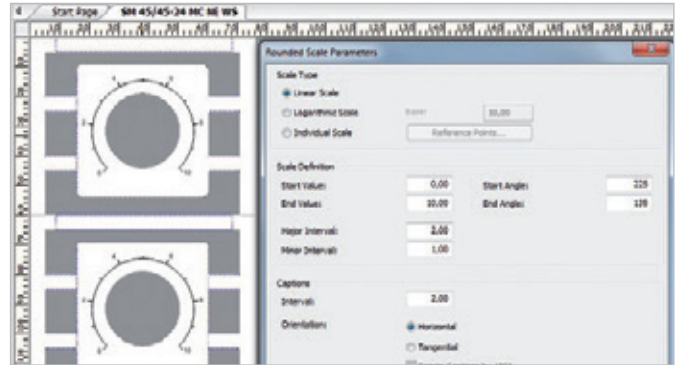 Start Page SM 45/45-24 MC NE WS
Rounded Scale Parameters
Scale Type
Linear Scale
Logarithmic Scale Base: 10,00
Individual Scale Reference Points...
Scale Definition
Start Value: 0,00 Start Angle: 225
End Value: 10,00 End Angle: 135
Major Interval: 2,00
Minor Interval: 1,00
Captions
Interval: 2,00
Orientation: Horizontal
Tangential